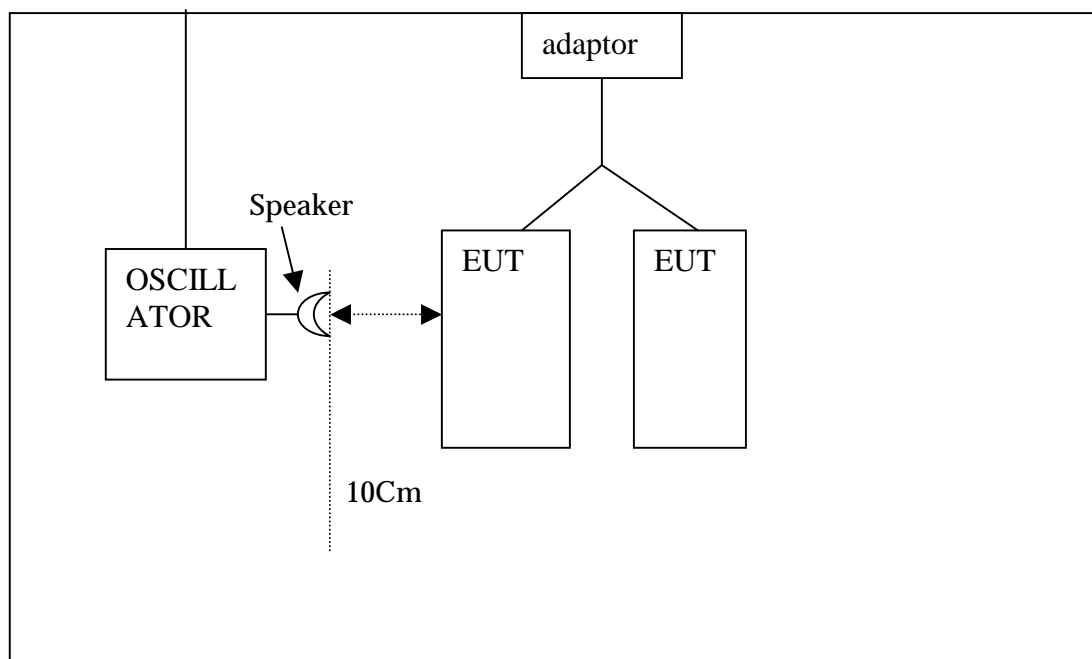 adaptor
Speaker
EUT
EUT
OSCILL
ATOR
10Cm